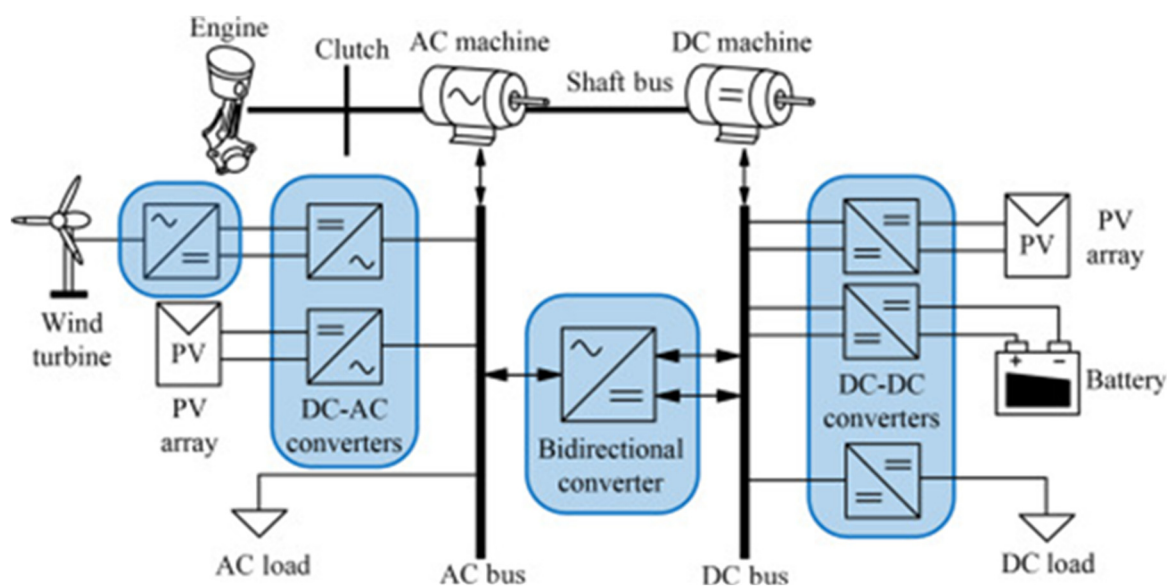 Engine
Clutch
AC machine
Shaft bus
DC machine
Wind
turbine
PV
PV
array
DC-AC
converters
Bidirectional
converter
DC-DC
converters
PV
PV
array
+ −
Battery
AC load
AC bus
DC bus
DC load